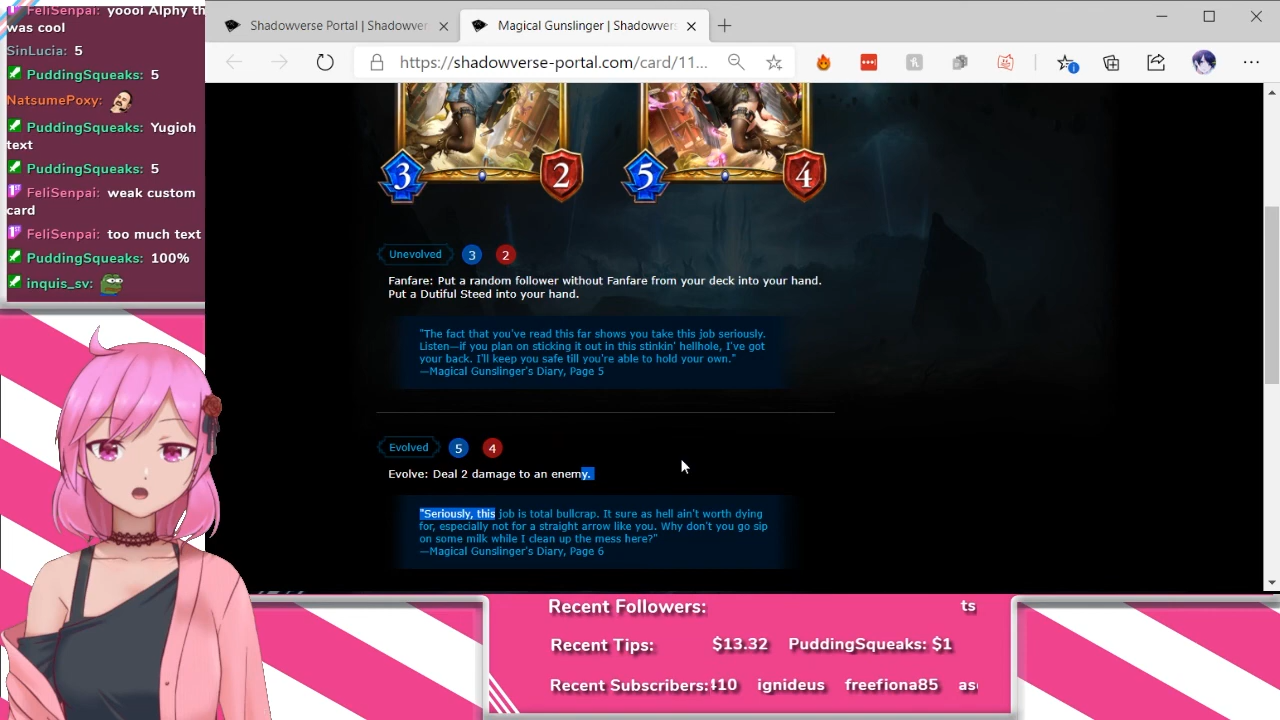 FeliSenpai: yoooi Alphy th
was cool
SinLucia: 5
PuddingSqueaks: 5
NatsumePoxy:
PuddingSqueaks: Yugioh
text
PuddingSqueaks: 5
FeliSenpai: weak custom
card
FeliSenpai: too much text
PuddingSqueaks: 100%
inquis_sv:
Shadowverse Portal | Shadowver
Magical Gunslinger | Shadowvers
https://shadowverse-portal.com/card/11...
3
2
5
4
Unevolved 3 2
Fanfare: Put a random follower without Fanfare from your deck into your hand.
Put a Dutiful Steed into your hand.
"The fact that you've read this far shows you take this job seriously.
Listen—if you plan on sticking it out in this stinkin' hellhole, I've got
your back. I'll keep you safe till you're able to hold your own."
—Magical Gunslinger's Diary, Page 5
Evolved 5 4
Evolve: Deal 2 damage to an enemy.
"Seriously, this job is total bullcrap. It sure as hell ain't worth dying
for, especially not for a straight arrow like you. Why don't you go sip
on some milk while I clean up the mess here?"
—Magical Gunslinger's Diary, Page 6
Recent Followers: ts
Recent Tips: $13.32 PuddingSqueaks: $1
Recent Subscribers: 410 ignideus freefiona85 as